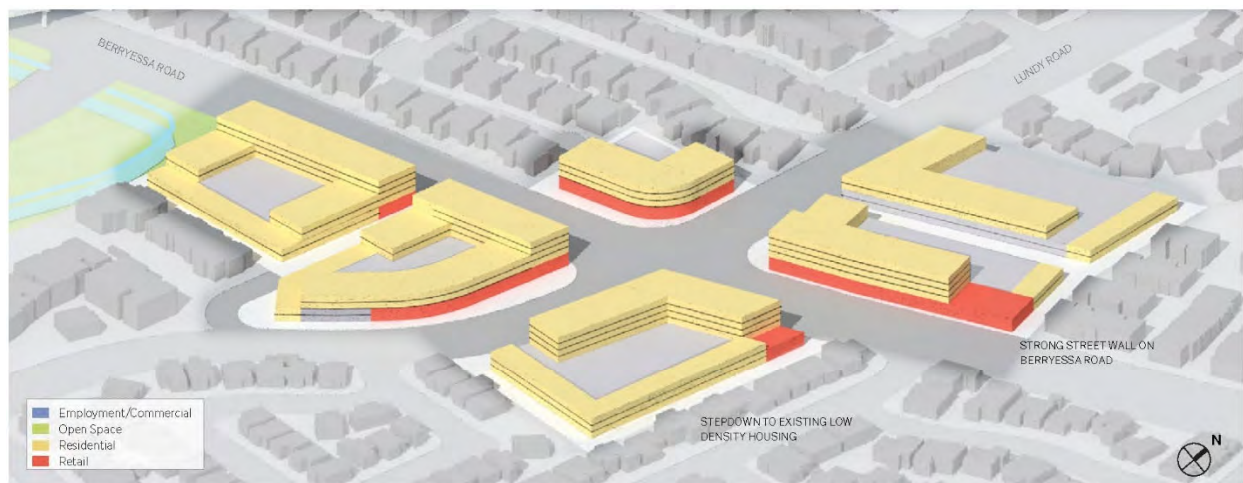 BERRYESSA ROAD
LUNDY ROAD
STRONG STREET WALL ON
BERRYESSA ROAD
STEPDOWN TO EXISTING LOW
DENSITY HOUSING
Employment/Commercial
Open Space
Residential
Retail
N